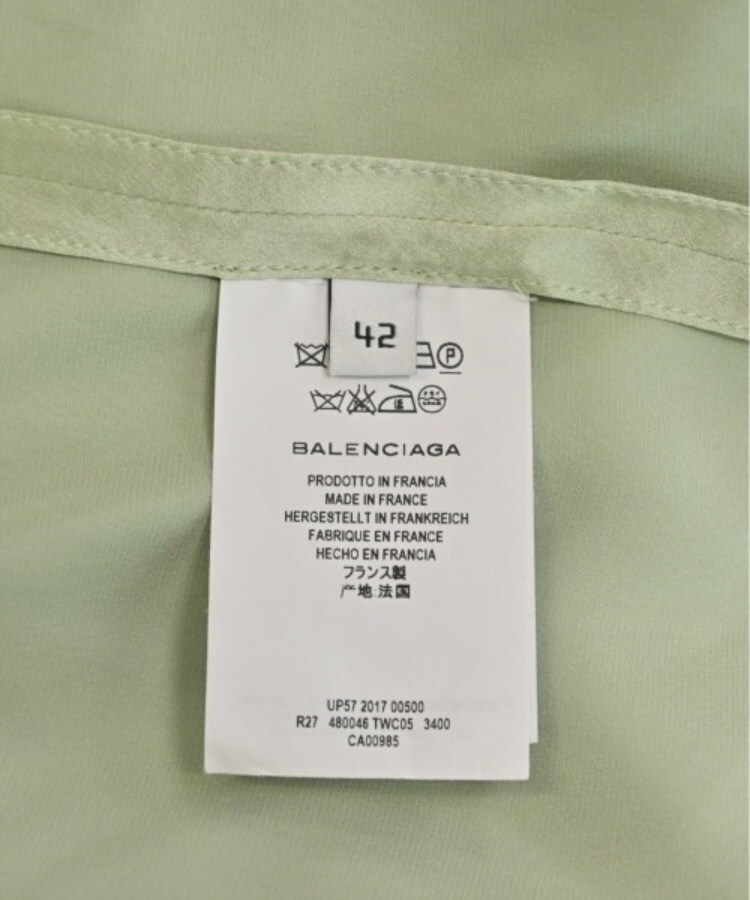 42
P
BALENCIAGA
PRODOTTO IN FRANCIA
MADE IN FRANCE
HERGESTELLT IN FRANKREICH
FABRIQUE EN FRANCE
HECHO EN FRANCIA
フランス製
产地:法国
UP57 2017 00500
R27 480046 TWC05 3400
CA00985